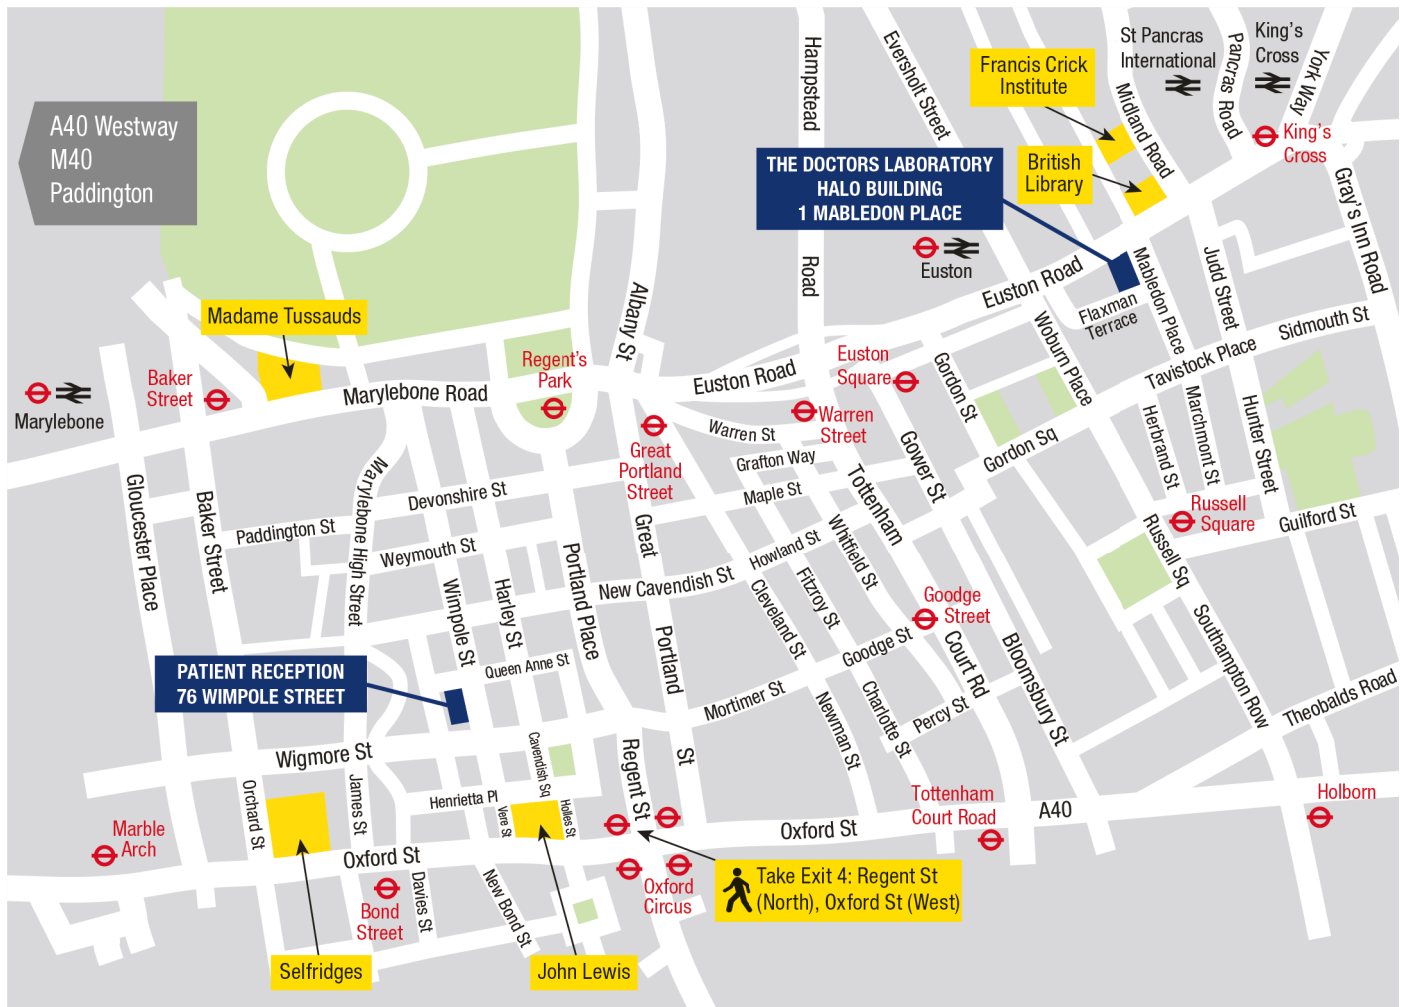 A40 Westway
M40
Paddington
Hampstead
Road
Eversholt Street
Francis Crick
Institute
St Pancras
International
Pancras Road
King's
Cross
York Way
Midland Road
King's
Cross
British
Library
THE DOCTORS LABORATORY
HALO BUILDING
1 MABLEDON PLACE
Gray's Inn Road
Euston
Euston Road
Mabledon Place
Judd Street
Flaxman
Terrace
Albany St
Madame Tussauds
Woburn Place
Sidmouth St
Tavistock Place
Marylebone
Baker
Street
Marylebone Road
Regent's
Park
Euston Road
Euston
Square
Gordon St
Warren
Street
Warren St
Grafton Way
Maple St
Great
Portland
Street
Gower St
Gordon Sq
Herbrand St
Marchmont St
Hunter Street
Russell
Square
Guilford St
Gloucester Place
Baker Street
Marylebone High Street
Devonshire St
Paddington St
Weymouth St
Great
Portland
St
Tottenham
Court Rd
Whitfield St
Howland St
Fitzroy St
Cleveland St
New Cavendish St
Portland Place
Harley St
Wimpole St
Russell Sq
Goodge
Street
Goodge St
Bloomsbury St
Southampton Row
Theobalds Road
Queen Anne St
PATIENT RECEPTION
76 WIMPOLE STREET
Mortimer St
Newman St
Charlotte St
Percy St
Wigmore St
Cavendish Sq
Regent St
Orchard St
James St
Henrietta Pl
Vere St
Holles St
Tottenham
Court Road
A40
Holborn
Marble
Arch
Oxford St
Oxford St
Bond
Street
Davies St
New Bond St
Oxford
Circus
Take Exit 4: Regent St
(North), Oxford St (West)
Selfridges
John Lewis